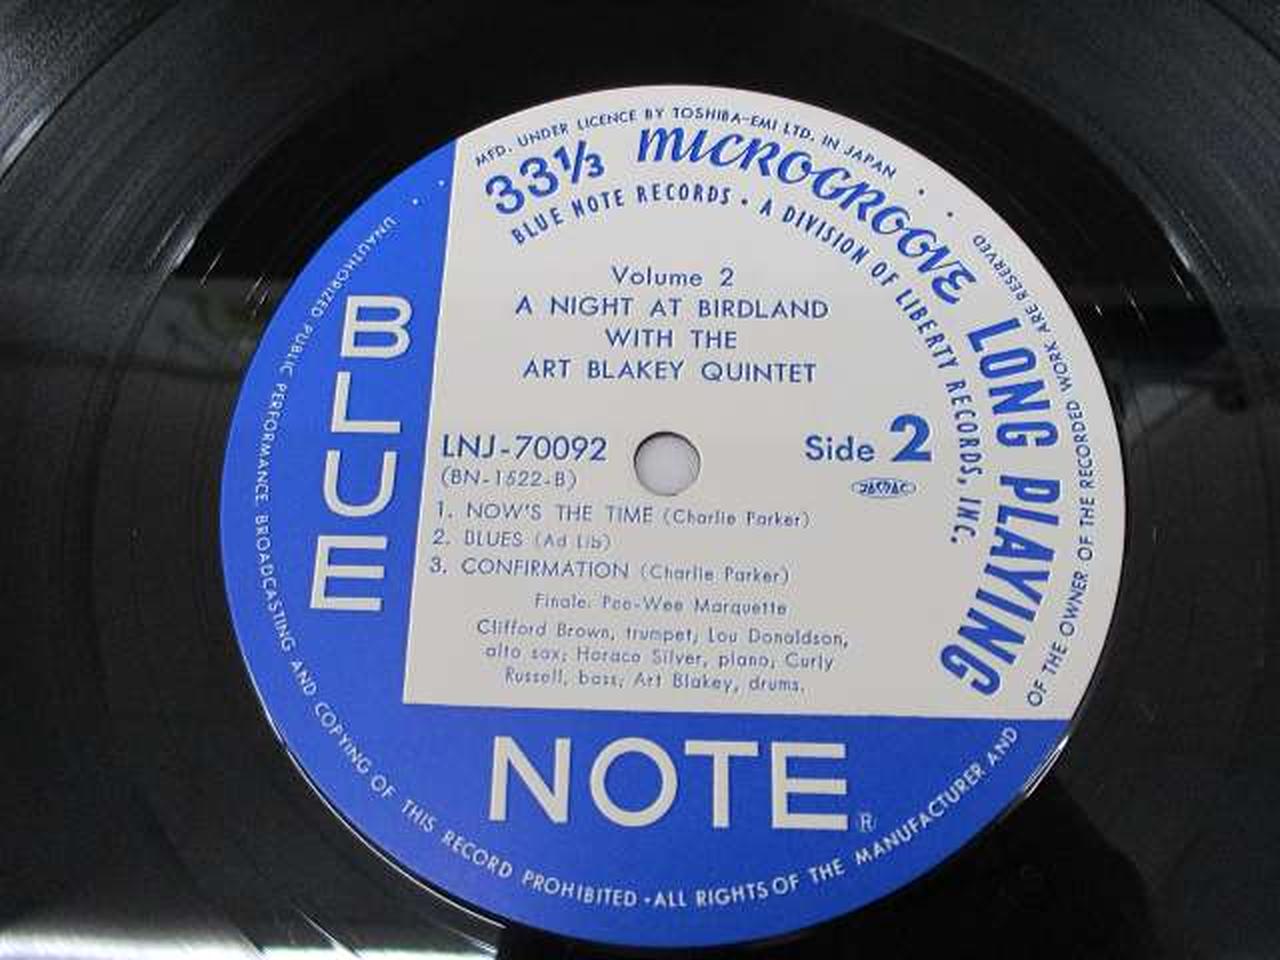 MFD. UNDER LICENCE BY TOSHIBA-EMI LTD. IN JAPAN
33 1/3 MICROGROOVE LONG PLAYING
BLUE NOTE RECORDS • A DIVISION OF LIBERTY RECORDS, INC.
Volume 2
A NIGHT AT BIRDLAND
WITH THE
ART BLAKEY QUINTET
LNJ-70092
(BN-1522-B)
Side 2
JASRAC
1. NOW'S THE TIME (Charlie Parker)
2. BLUES (Ad Lib)
3. CONFIRMATION (Charlie Parker)
Finale: Pee-Wee Marquette
Clifford Brown, trumpet; Lou Donaldson,
alto sax; Horace Silver, piano; Curly
Russell, bass; Art Blakey, drums.
BLUE
NOTE®
UNAUTHORIZED PUBLIC PERFORMANCE BROADCASTING AND COPYING OF THIS RECORD PROHIBITED • ALL RIGHTS OF THE MANUFACTURER AND OF THE OWNER OF THE RECORDED WORK ARE RESERVED